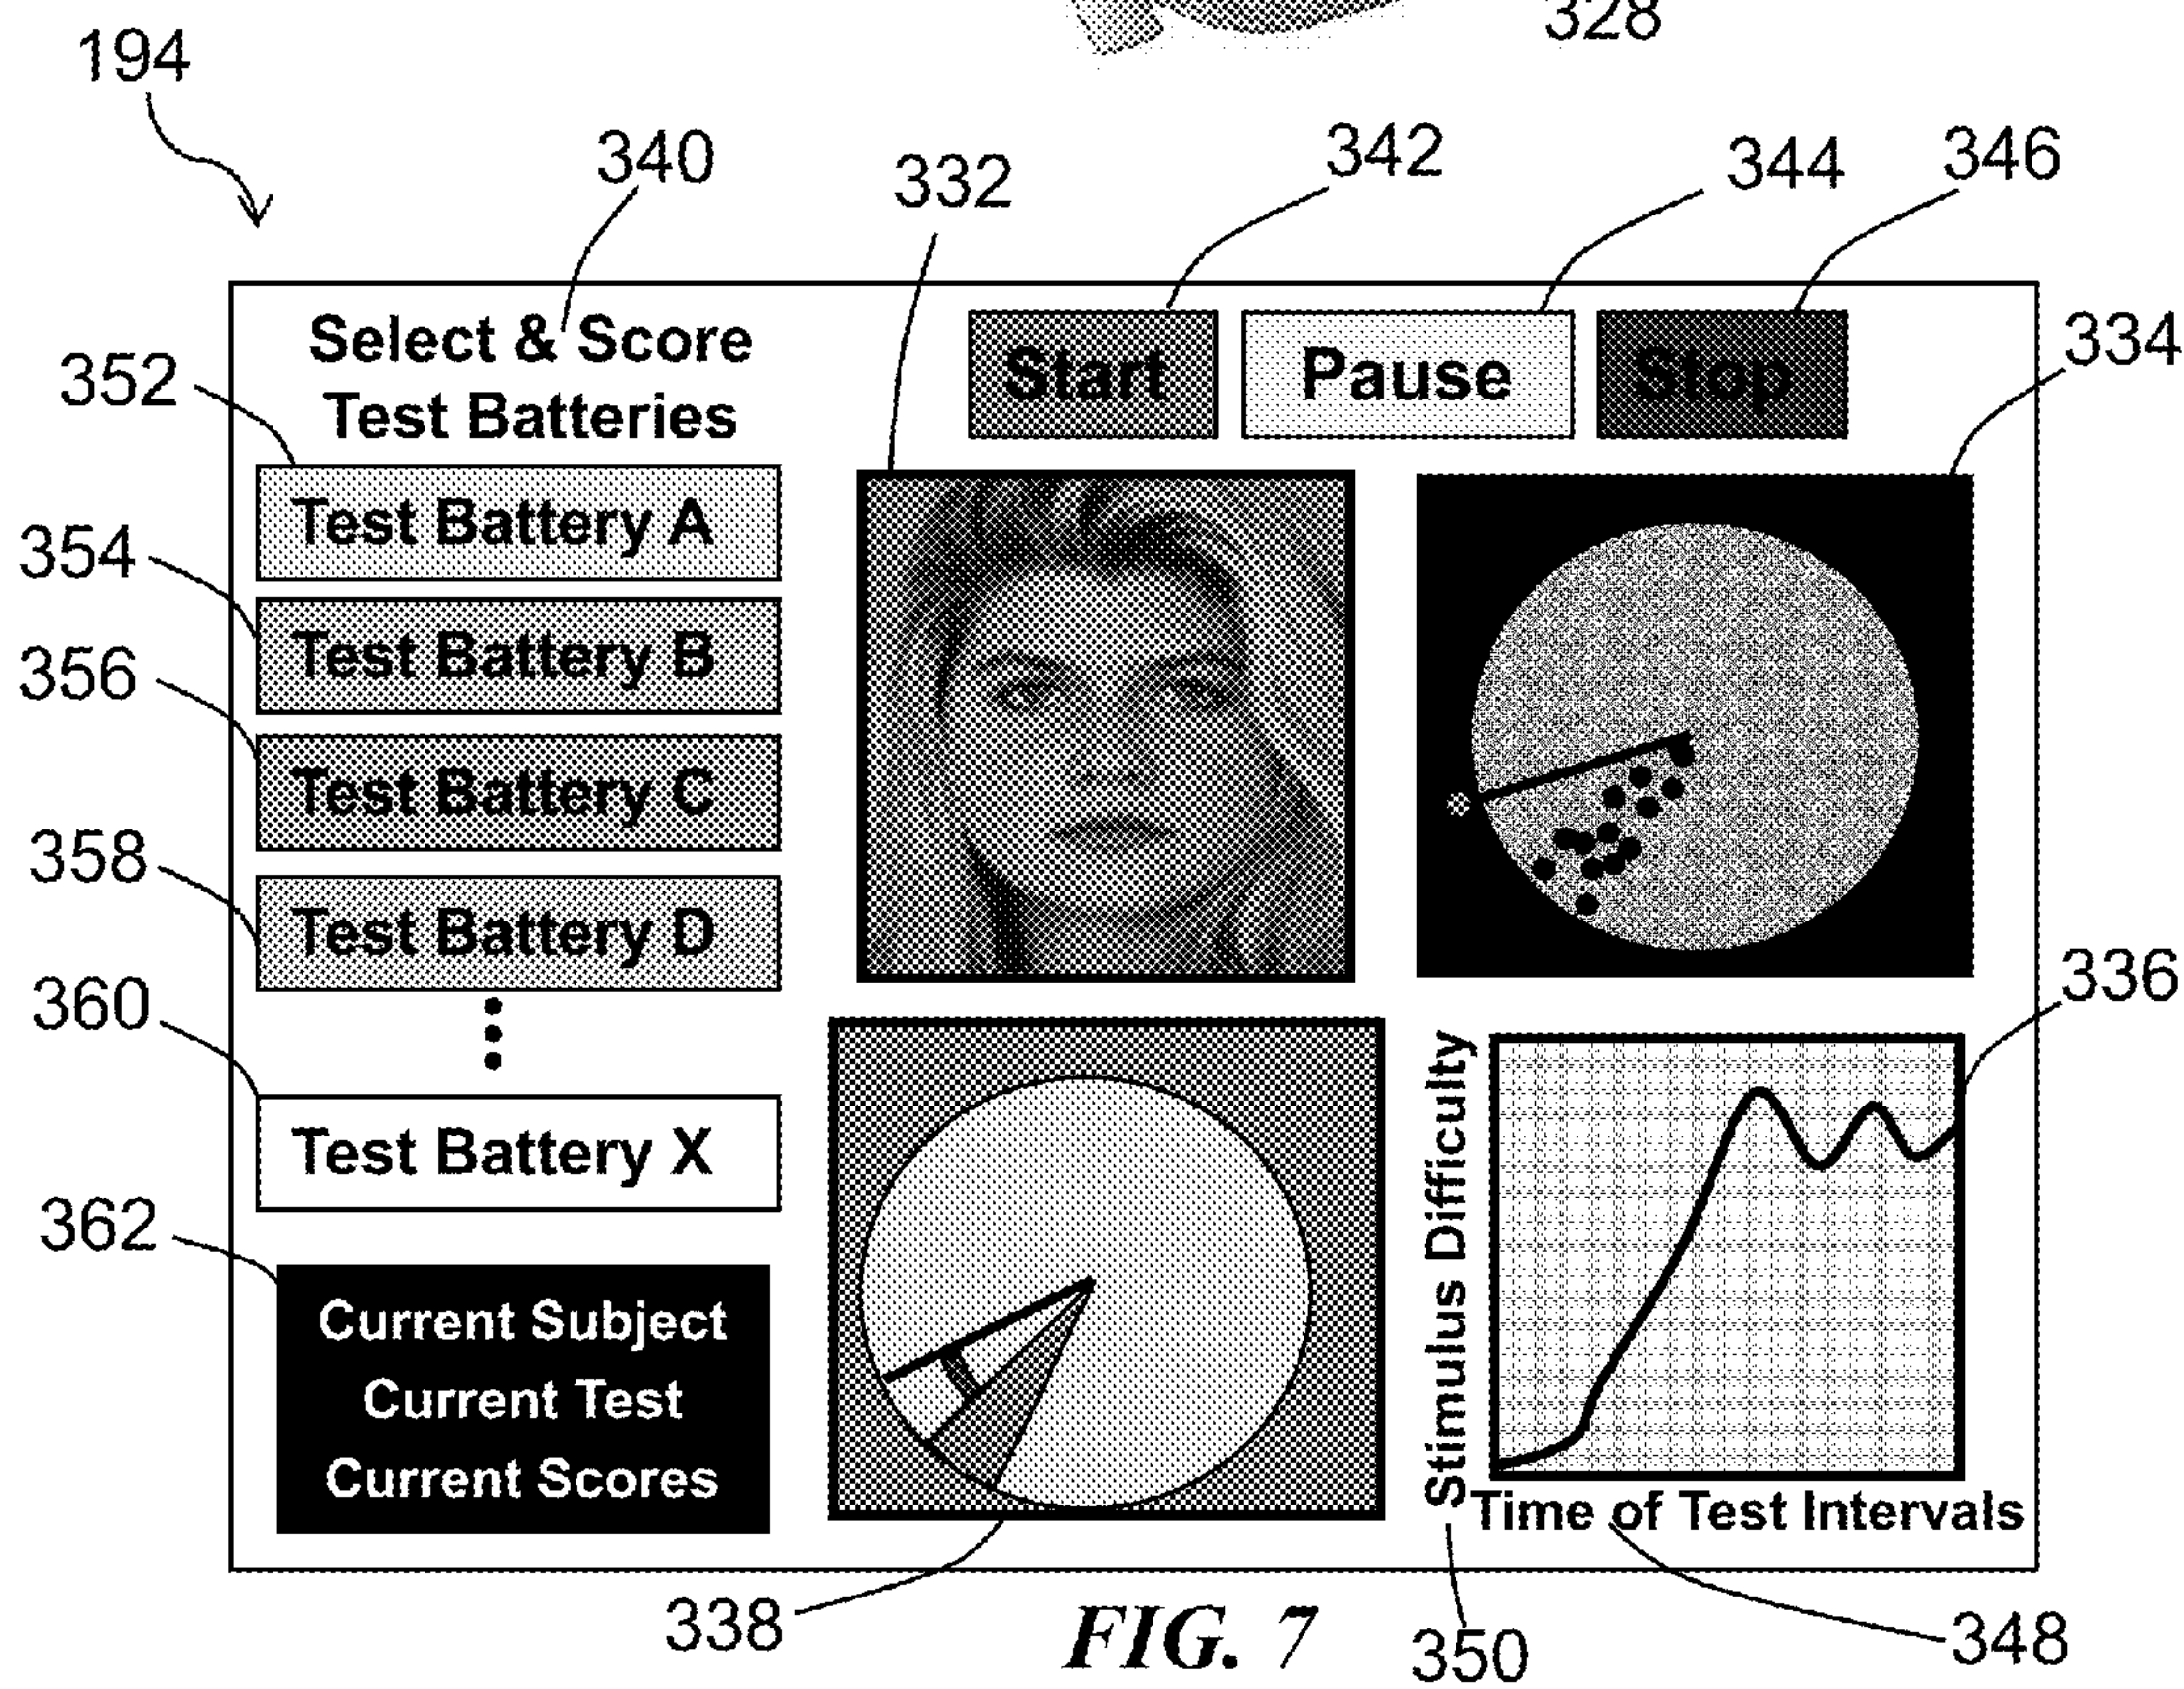 328
194
340
332
342
344
346
334
Select & Score
Test Batteries
Start
Pause
Stop
352
Test Battery A
354
Test Battery B
356
Test Battery C
358
Test Battery D
360
Test Battery X
336
362
Current Subject
Current Test
Current Scores
Stimulus Difficulty
Time of Test Intervals
338
FIG. 7
350
348